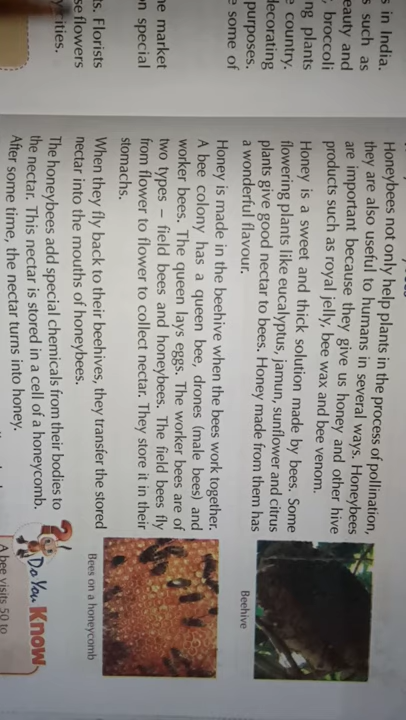 s in India.
s such as
eauty and
, broccoli
ng plants
e country.
decorating
purposes.
e some of
he market
n special
ts. Florists
se flowers
cities.
Honeybees not only help plants in the process of pollination,
they are also useful to humans in several ways. Honeybees
are important because they give us honey and other hive
products such as royal jelly, bee wax and bee venom.
Honey is a sweet and thick solution made by bees. Some
flowering plants like eucalyptus, jamun, sunflower and citrus
plants give good nectar to bees. Honey made from them has
a wonderful flavour.
Beehive
Honey is made in the beehive when the bees work together.
A bee colony has a queen bee, drones (male bees) and
worker bees. The queen lays eggs. The worker bees are of
two types – field bees and honeybees. The field bees fly
from flower to flower to collect nectar. They store it in their
stomachs.
Bees on a honeycomb
When they fly back to their beehives, they transfer the stored
nectar into the mouths of honeybees.
The honeybees add special chemicals from their bodies to
the nectar. This nectar is stored in a cell of a honeycomb.
After some time, the nectar turns into honey.
Do You Know
A bee visits 50 to